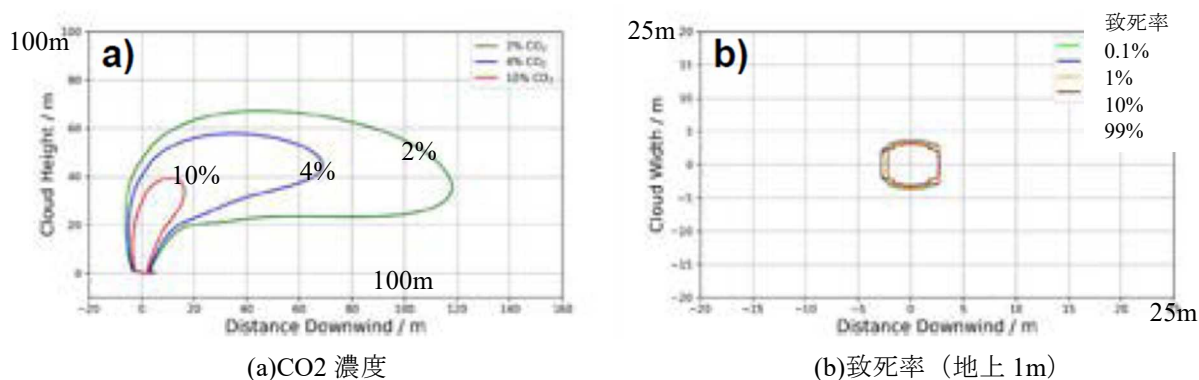 100m
a)
100
80
60
40
20
0
Cloud Height / m
2% CO₂
4% CO₂
10% CO₂
10%
4%
2%
100m
−20
0
20
40
60
80
100
120
140
160
Distance Downwind / m
(a)CO2 濃度
25m
b)
20
15
10
5
0
−5
−10
−15
−20
Cloud Width / m
致死率
0.1%
1%
10%
99%
−20
−15
−10
−5
0
5
10
15
20
25m
Distance Downwind / m
(b)致死率（地上 1m）